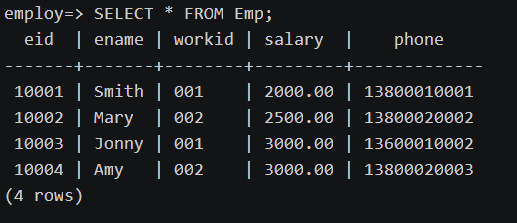 employ=> SELECT * FROM Emp;
  eid  | ename | workid | salary  |    phone
-------+-------+--------+---------+-------------
 10001 | Smith | 001    | 2000.00 | 13800010001
 10002 | Mary  | 002    | 2500.00 | 13800020002
 10003 | Jonny | 001    | 3000.00 | 13600010002
 10004 | Amy   | 002    | 3000.00 | 13800020003
(4 rows)